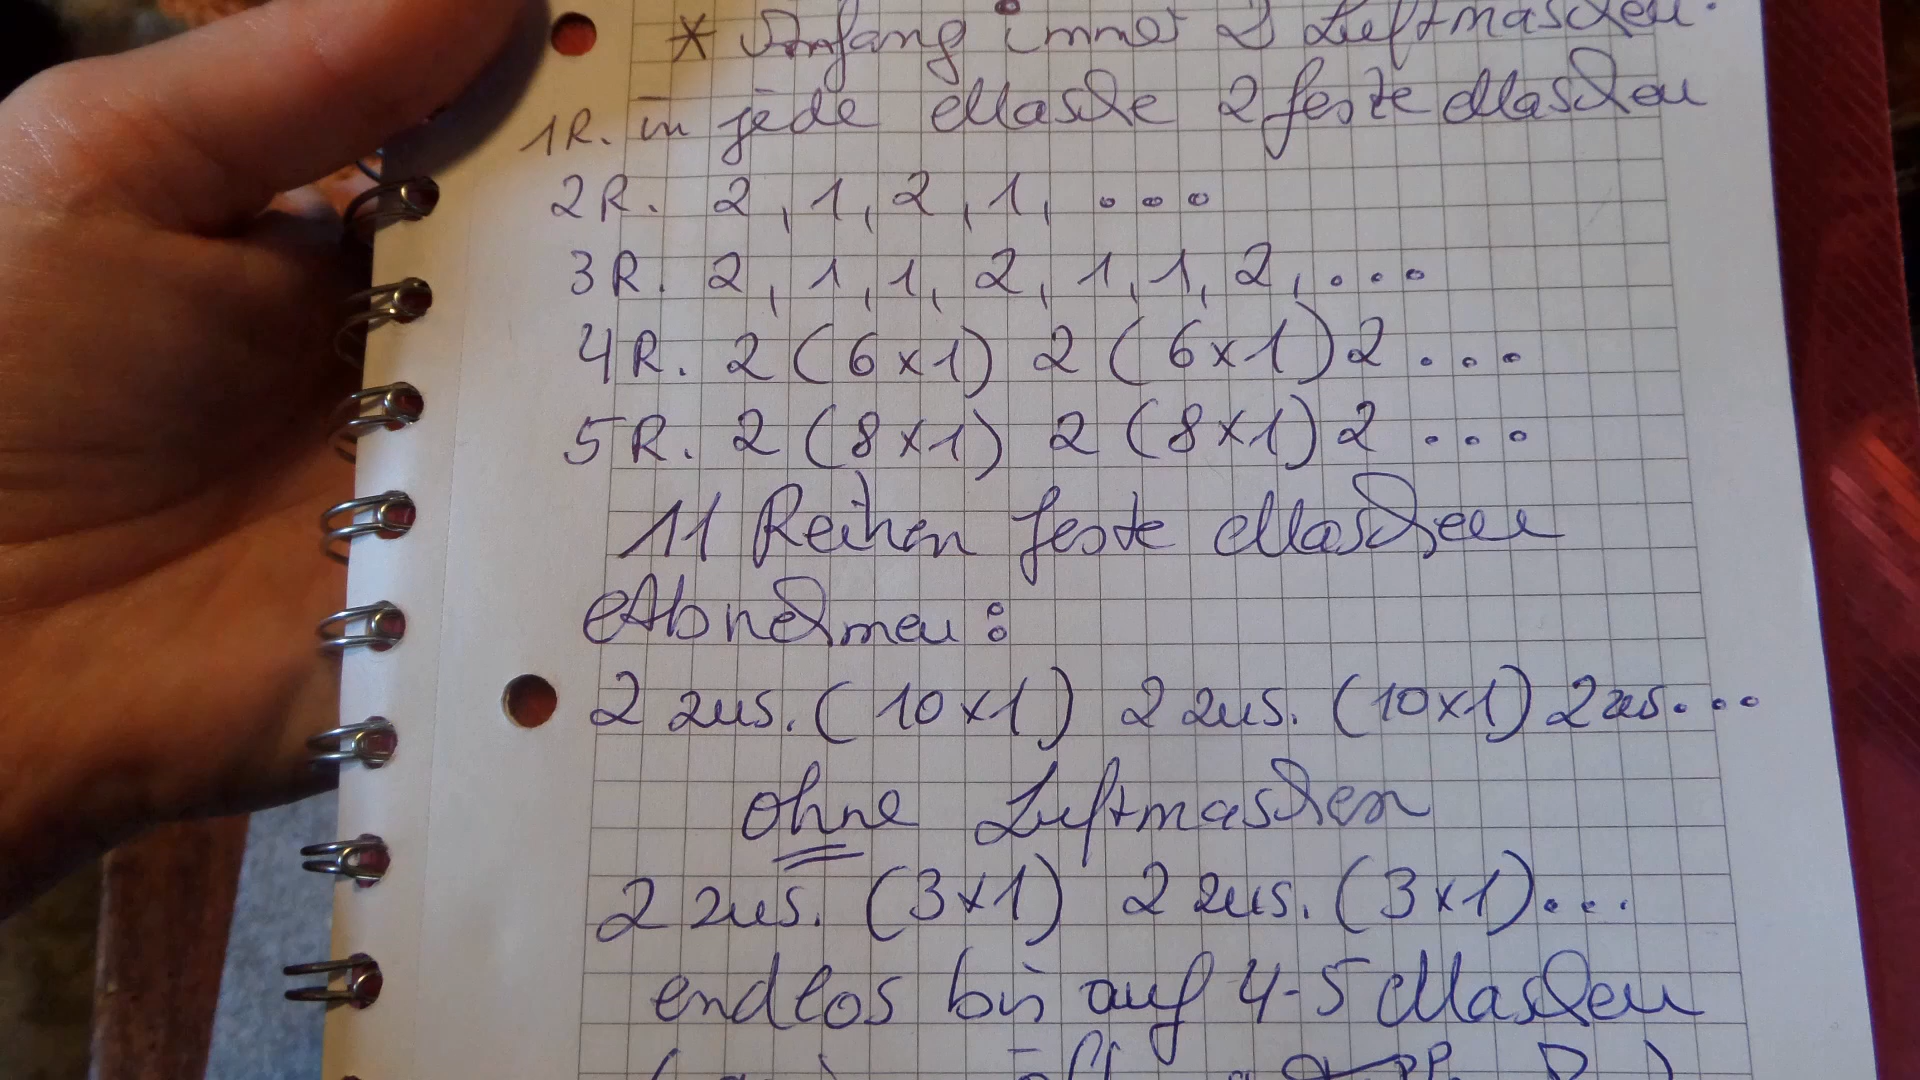 * Anfang immer 2 Luftmaschen.
1R. in jede Masche 2 feste Maschen
2R. 2, 1, 2, 1, ...
3R. 2, 1, 1, 2, 1, 1, 2, ...
4R. 2 (6x1) 2 (6x1) 2 ...
5R. 2 (8x1) 2 (8x1) 2 ...
11 Reihen feste Maschen
Abnehmen:
2 zus. (10x1) 2 zus. (10x1) 2 zus. ...
ohne Luftmaschen
2 zus. (3x1) 2 zus. (3x1) ...
endlos bis auf 4-5 Maschen